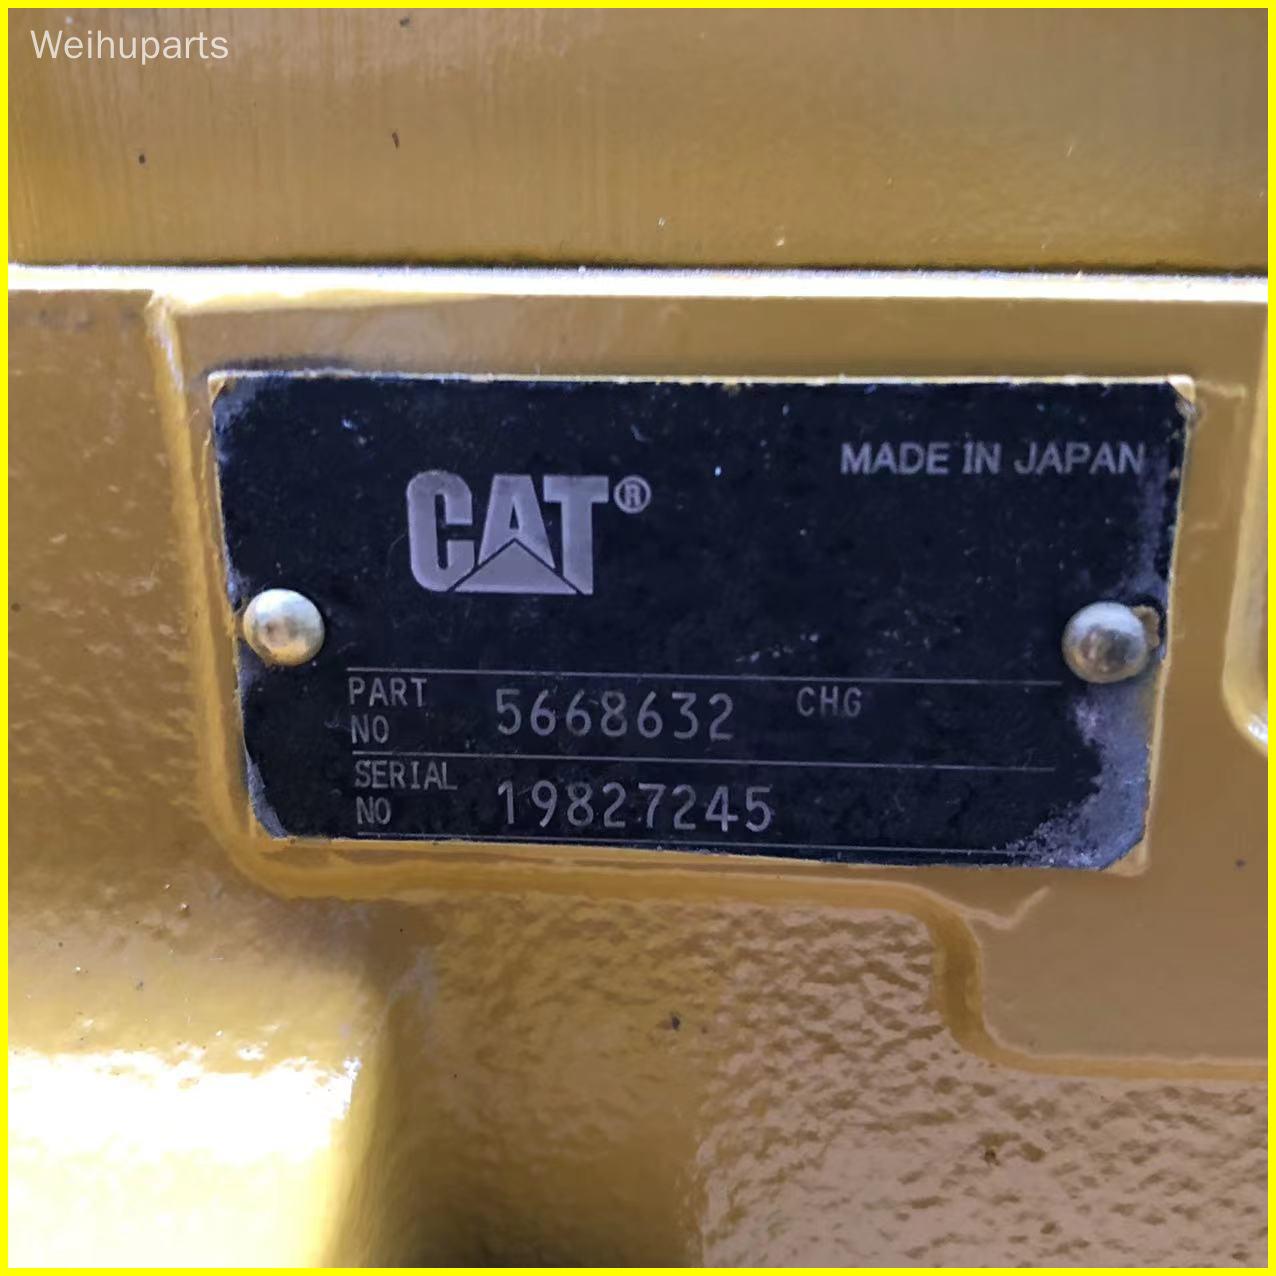 Weihuparts
MADE IN JAPAN
CAT®
PART NO 5668632 CHG
SERIAL NO 19827245